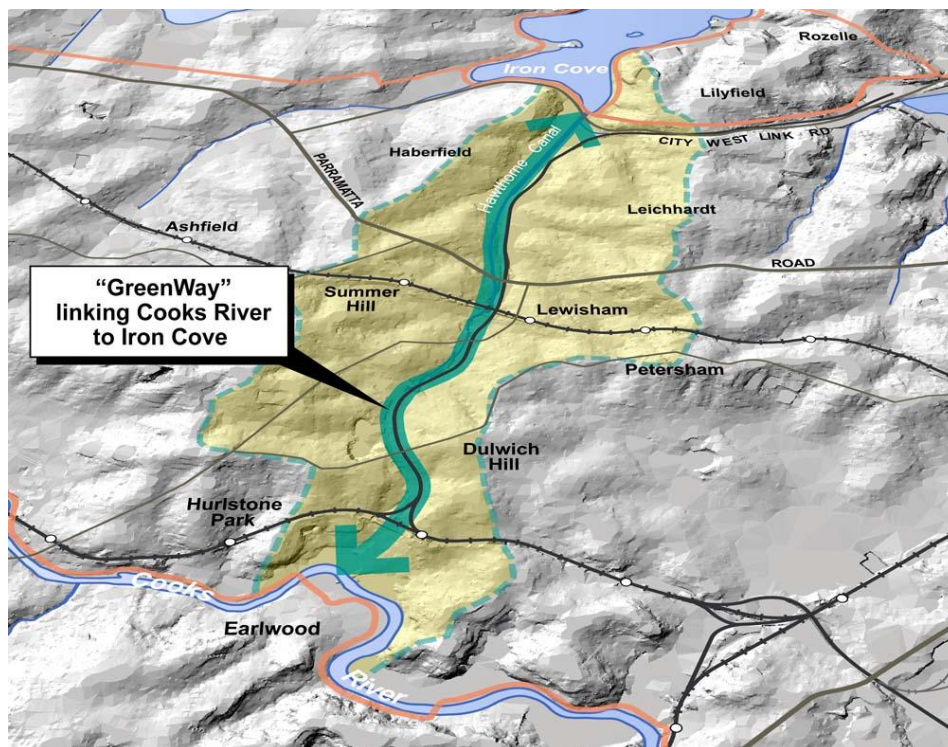 Rozelle
Iron Cove
Lilyfield
CITY WEST LINK RD
Haberfield
Hawthorne Canal
PARRAMATTA
Leichhardt
Ashfield
ROAD
"GreenWay"
linking Cooks River
to Iron Cove
Summer
Hill
Lewisham
Petersham
Dulwich
Hill
Hurlstone
Park
Cooks
Earlwood
River